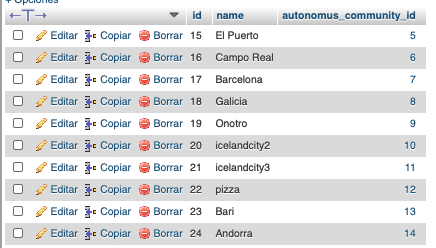 + Opciones
←T→ id name autonomus_community_id
Editar Copiar Borrar 15 El Puerto 5
Editar Copiar Borrar 16 Campo Real 6
Editar Copiar Borrar 17 Barcelona 7
Editar Copiar Borrar 18 Galicia 8
Editar Copiar Borrar 19 Onotro 9
Editar Copiar Borrar 20 icelandcity2 10
Editar Copiar Borrar 21 icelandcity3 11
Editar Copiar Borrar 22 pizza 12
Editar Copiar Borrar 23 Bari 13
Editar Copiar Borrar 24 Andorra 14